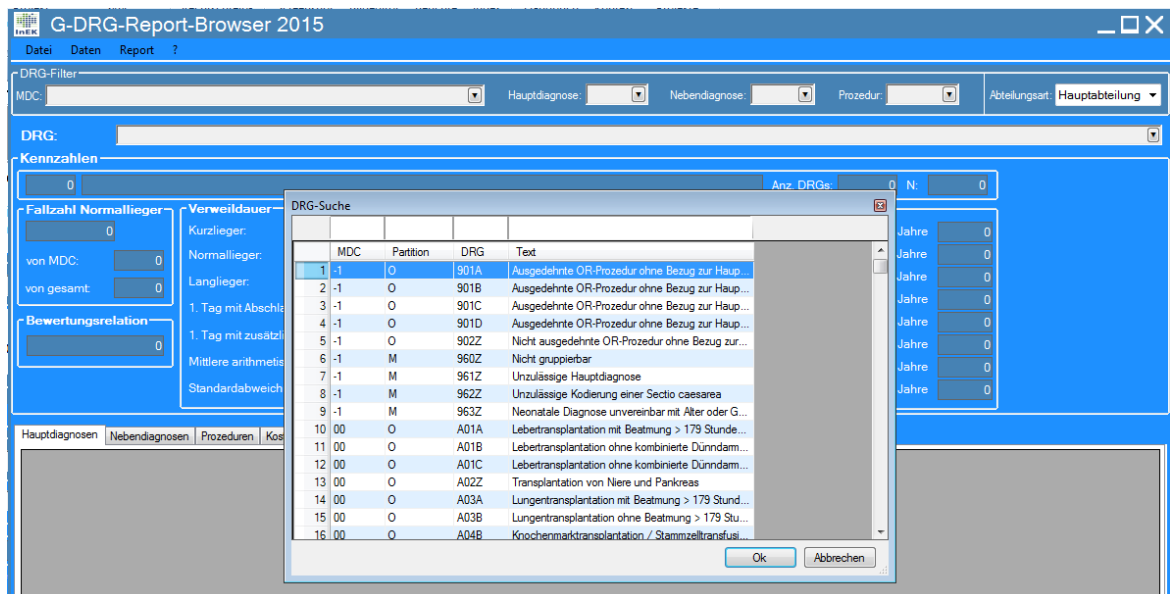 InEK G-DRG-Report-Browser 2015
Datei Daten Report ?
DRG-Filter
MDC: Hauptdiagnose: Nebendiagnose: Prozedur: Abteilungsart: Hauptabteilung
DRG:
Kennzahlen
0 Anz. DRGs: 0 N: 0
Fallzahl Normallieger
0
von MDC: 0
von gesamt: 0
Bewertungsrelation
0
Verweildauer
Kurzlieger:
Normallieger:
Langlieger:
1. Tag mit Abschla
1. Tag mit zusätzli
Mittlere arithmetis
Standardabweich
Jahre 0
Jahre 0
Jahre 0
Jahre 0
Jahre 0
Jahre 0
Jahre 0
Jahre 0
DRG-Suche
MDC Partition DRG Text
1 -1 O 901A Ausgedehnte OR-Prozedur ohne Bezug zur Haup...
2 -1 O 901B Ausgedehnte OR-Prozedur ohne Bezug zur Haup...
3 -1 O 901C Ausgedehnte OR-Prozedur ohne Bezug zur Haup...
4 -1 O 901D Ausgedehnte OR-Prozedur ohne Bezug zur Haup...
5 -1 O 902Z Nicht ausgedehnte OR-Prozedur ohne Bezug zur...
6 -1 M 960Z Nicht gruppierbar
7 -1 M 961Z Unzulässige Hauptdiagnose
8 -1 M 962Z Unzulässige Kodierung einer Sectio caesarea
9 -1 M 963Z Neonatale Diagnose unvereinbar mit Alter oder G...
10 00 O A01A Lebertransplantation mit Beatmung > 179 Stunde...
11 00 O A01B Lebertransplantation ohne kombinierte Dünndarm...
12 00 O A01C Lebertransplantation ohne kombinierte Dünndarm...
13 00 O A02Z Transplantation von Niere und Pankreas
14 00 O A03A Lungentransplantation mit Beatmung > 179 Stund...
15 00 O A03B Lungentransplantation ohne Beatmung > 179 Stu...
16 00 O A04B Knochenmarktransplantation / Stammzelltransfusi...
Ok Abbrechen
Hauptdiagnosen Nebendiagnosen Prozeduren Kos